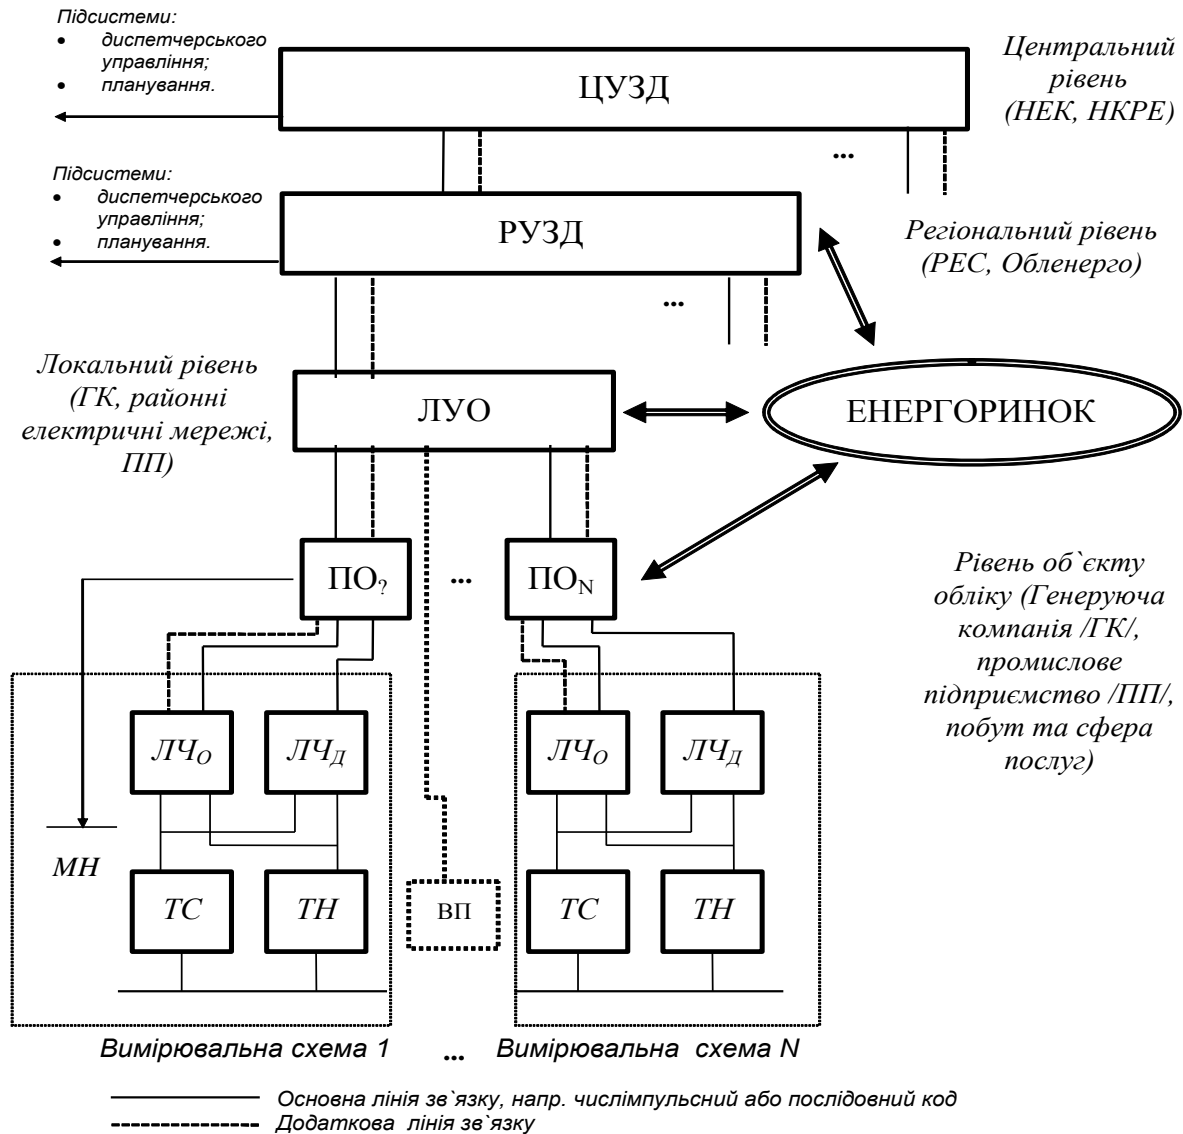 Підсистеми:
• диспетчерського
управління;
• планування.
ЦУЗД
Центральний
рівень
(НЕК, НКРЕ)
...
Підсистеми:
• диспетчерського
управління;
• планування.
РУЗД
Регіональний рівень
(РЕС, Обленерго)
...
Локальний рівень
(ГК, районні
електричні мережі,
ПП)
ЛУО
ЕНЕРГОРИНОК
ПО?
...
ПОN
Рівень об`єкту
обліку (Генеруюча
компанія /ГК/,
промислове
підприємство /ПП/,
побут та сфера
послуг)
ЛЧО
ЛЧД
ЛЧО
ЛЧД
МН
ТС
ТН
ВП
ТС
ТН
Вимірювальна схема 1 ... Вимірювальна схема N
Основна лінія зв`язку, напр. числімпульсний або послідовний код
Додаткова лінія зв`язку